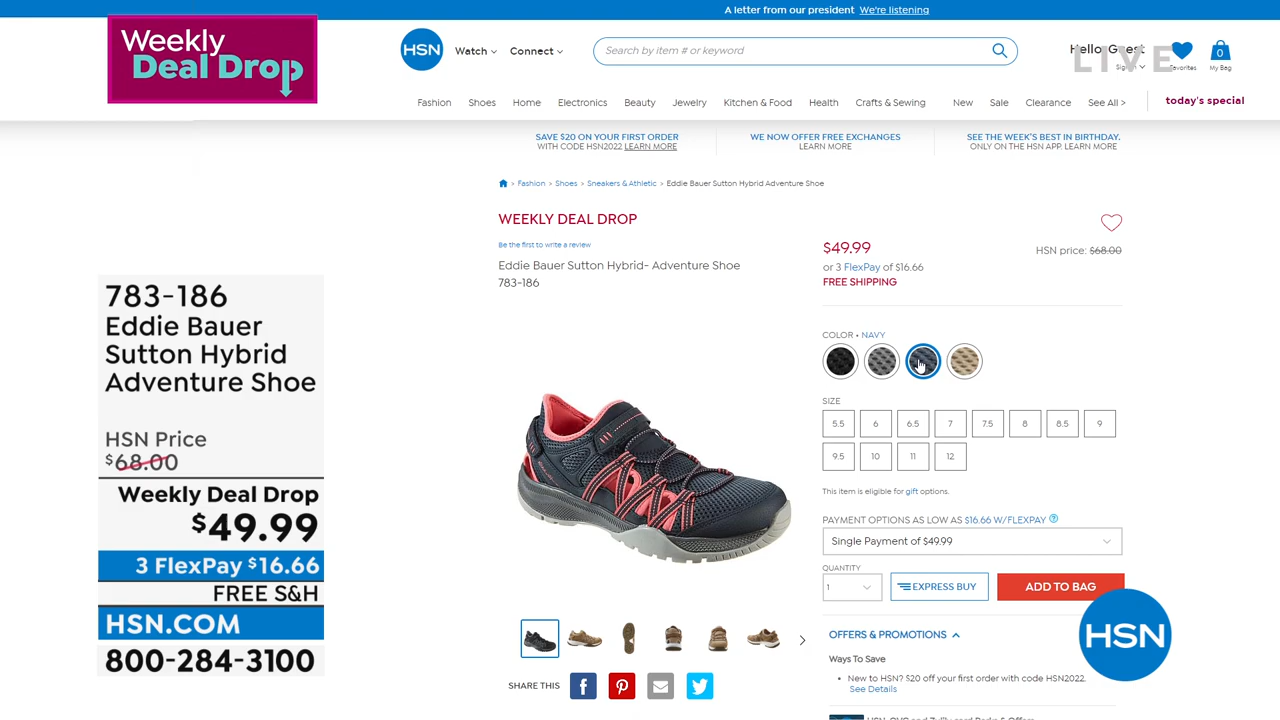 A letter from our president We're listening
Weekly
Deal Drop
HSN
Watch
Connect
Search by item # or keyword
Hello, Guest
LIVE
Favorites
0
My Bag
Fashion Shoes Home Electronics Beauty Jewelry Kitchen & Food Health Crafts & Sewing New Sale Clearance See All > today's special
SAVE $20 ON YOUR FIRST ORDER
WITH CODE HSN2022 LEARN MORE
WE NOW OFFER FREE EXCHANGES
LEARN MORE
SEE THE WEEK'S BEST IN BIRTHDAY.
ONLY ON THE HSN APP. LEARN MORE
> Fashion > Shoes > Sneakers & Athletic > Eddie Bauer Sutton Hybrid Adventure Shoe
WEEKLY DEAL DROP
Be the first to write a review
Eddie Bauer Sutton Hybrid- Adventure Shoe
783-186
$49.99
HSN price: $68.00
or 3 FlexPay of $16.66
FREE SHIPPING
COLOR • NAVY
SIZE
5.5 6 6.5 7 7.5 8 8.5 9
9.5 10 11 12
This item is eligible for gift options.
PAYMENT OPTIONS AS LOW AS $16.66 W/FLEXPAY ?
Single Payment of $49.99
QUANTITY
1
EXPRESS BUY
ADD TO BAG
OFFERS & PROMOTIONS
Ways To Save
• New to HSN? $20 off your first order with code HSN2022.
See Details
SHARE THIS
HSN
783-186
Eddie Bauer
Sutton Hybrid
Adventure Shoe
HSN Price
$68.00
Weekly Deal Drop
$49.99
3 FlexPay $16.66
FREE S&H
HSN.COM
800-284-3100